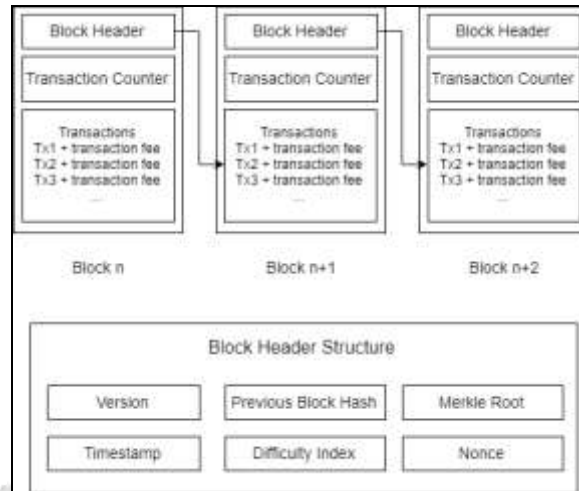 Block Header
Block Header
Block Header
Transaction Counter
Transaction Counter
Transaction Counter
Transactions
Tx1 + transaction fee
Tx2 + transaction fee
Tx3 + transaction fee
...
Transactions
Tx1 + transaction fee
Tx2 + transaction fee
Tx3 + transaction fee
...
Transactions
Tx1 + transaction fee
Tx2 + transaction fee
Tx3 + transaction fee
...
Block n
Block n+1
Block n+2
Block Header Structure
Version
Previous Block Hash
Merkle Root
Timestamp
Difficulty Index
Nonce